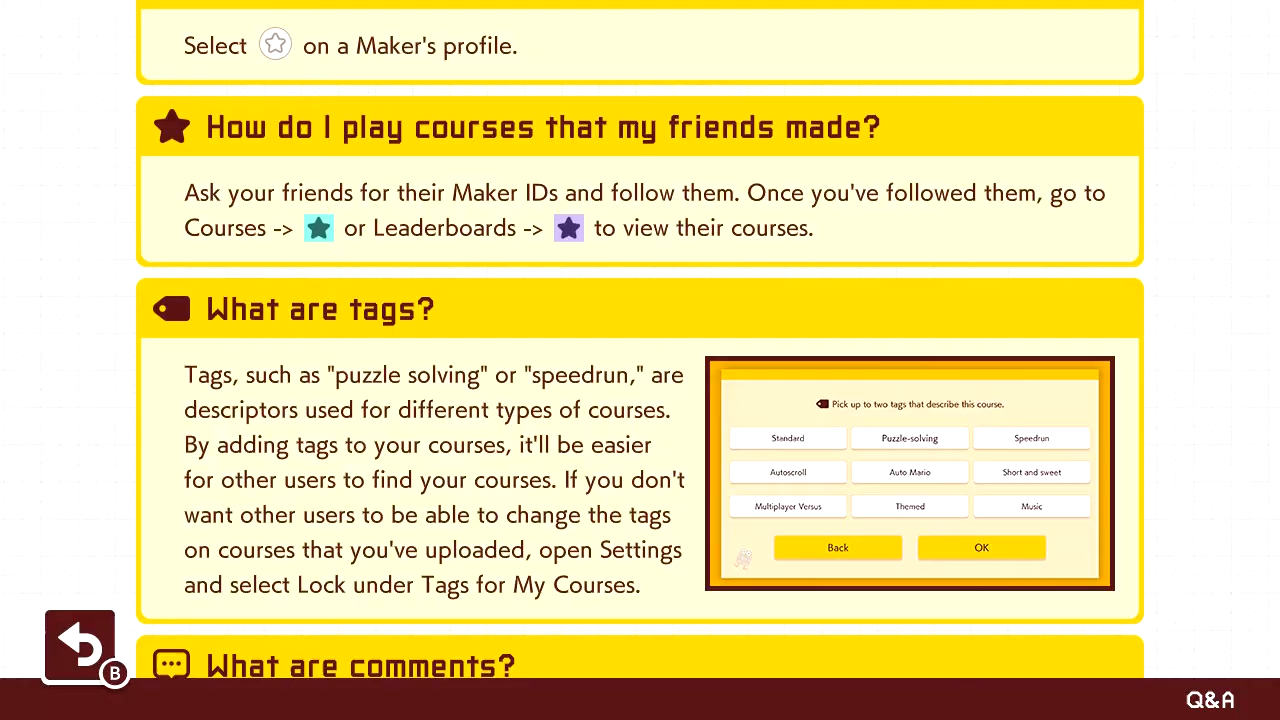 Select on a Maker's profile.
How do I play courses that my friends made?
Ask your friends for their Maker IDs and follow them. Once you've followed them, go to
Courses -> or Leaderboards -> to view their courses.
What are tags?
Tags, such as "puzzle solving" or "speedrun," are
descriptors used for different types of courses.
By adding tags to your courses, it'll be easier
for other users to find your courses. If you don't
want other users to be able to change the tags
on courses that you've uploaded, open Settings
and select Lock under Tags for My Courses.
Pick up to two tags that describe this course.
Standard Puzzle-solving Speedrun
Autoscroll Auto Mario Short and sweet
Multiplayer Versus Themed Music
Back OK
What are comments?
B
Q&A